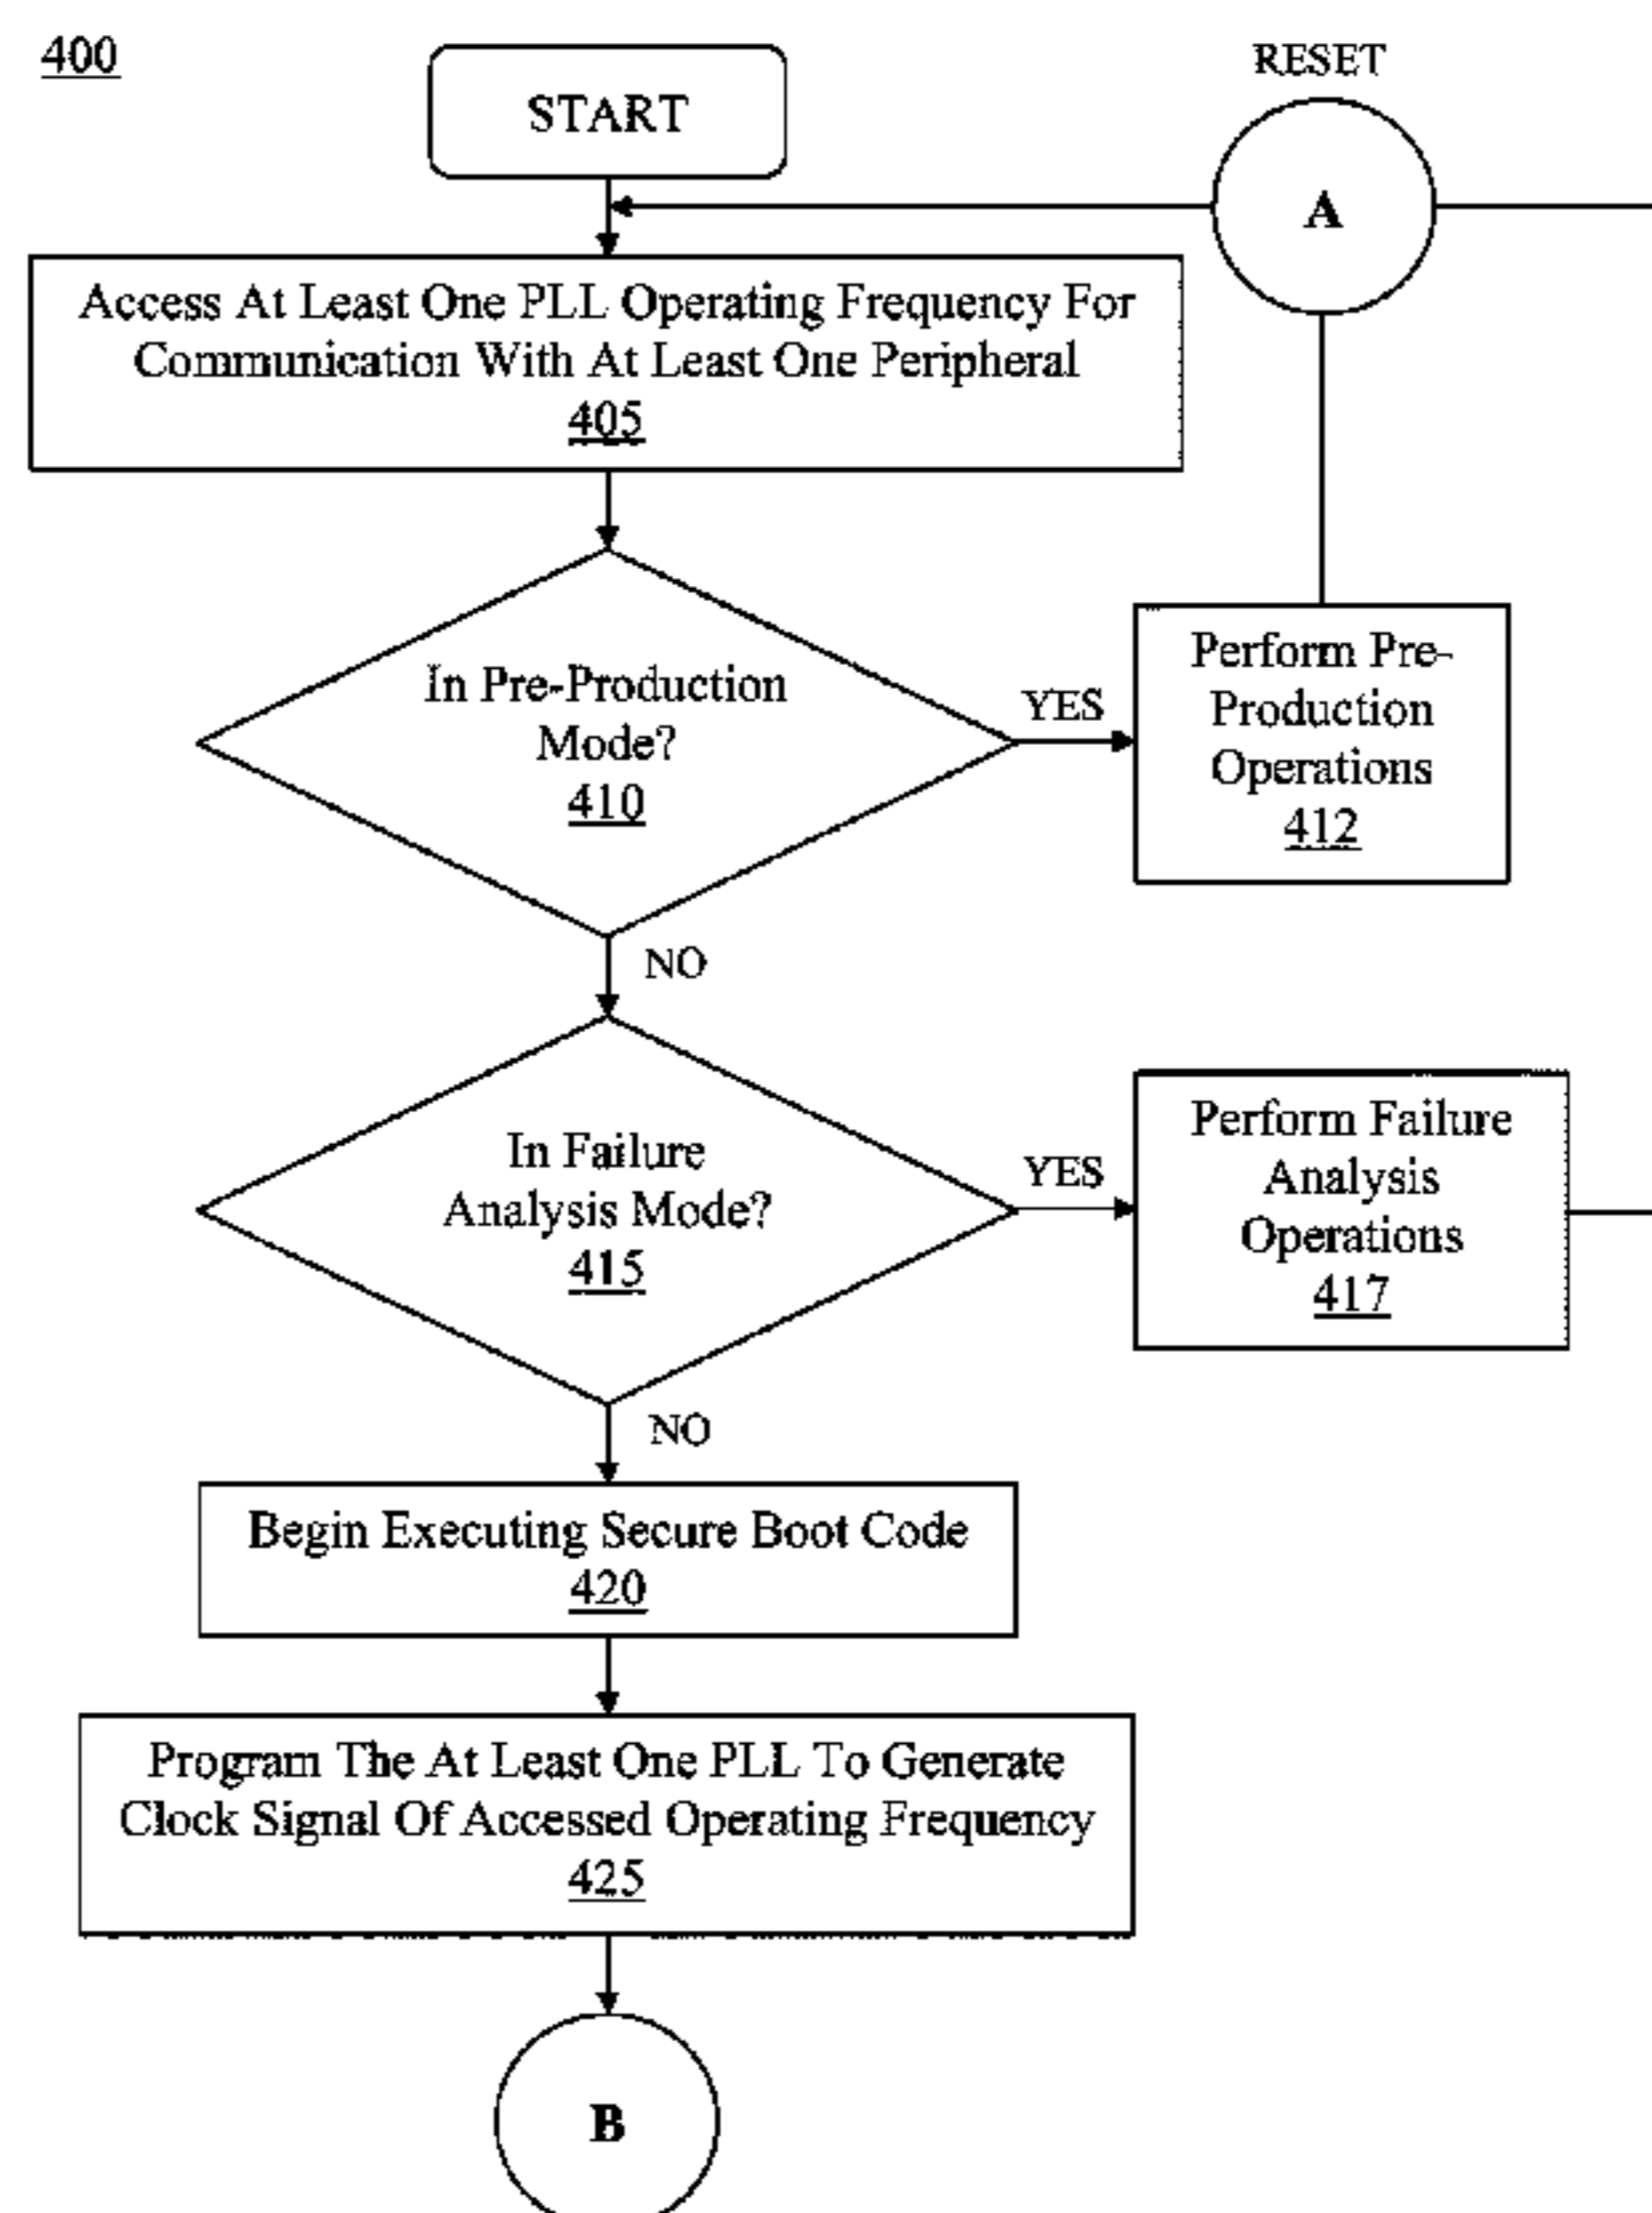 400
START
RESET
A
Access At Least One PLL Operating Frequency For
Communication With At Least One Peripheral
405
In Pre-Production
Mode?
410
YES
Perform Pre-
Production
Operations
412
NO
In Failure
Analysis Mode?
415
YES
Perform Failure
Analysis
Operations
417
NO
Begin Executing Secure Boot Code
420
Program The At Least One PLL To Generate
Clock Signal Of Accessed Operating Frequency
425
B